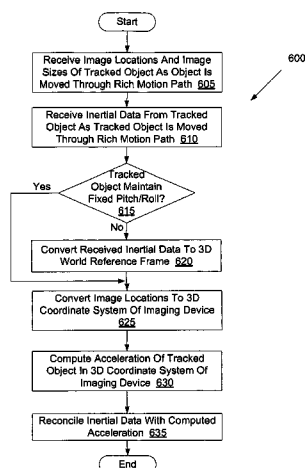 Start
600
Receive Image Locations And Image
Sizes Of Tracked Object As Object Is
Moved Through Rich Motion Path 605
Receive Inertial Data From Tracked
Object As Tracked Object Is Moved
Through Rich Motion Path 610
Tracked
Object Maintain
Fixed Pitch/Roll?
615
Yes
No
Convert Received Inertial Data To 3D
World Reference Frame 620
Convert Image Locations To 3D
Coordinate System Of Imaging Device
625
Compute Acceleration Of Tracked
Object In 3D Coordinate System Of
Imaging Device 630
Reconcile Inertial Data With Computed
Acceleration 635
End